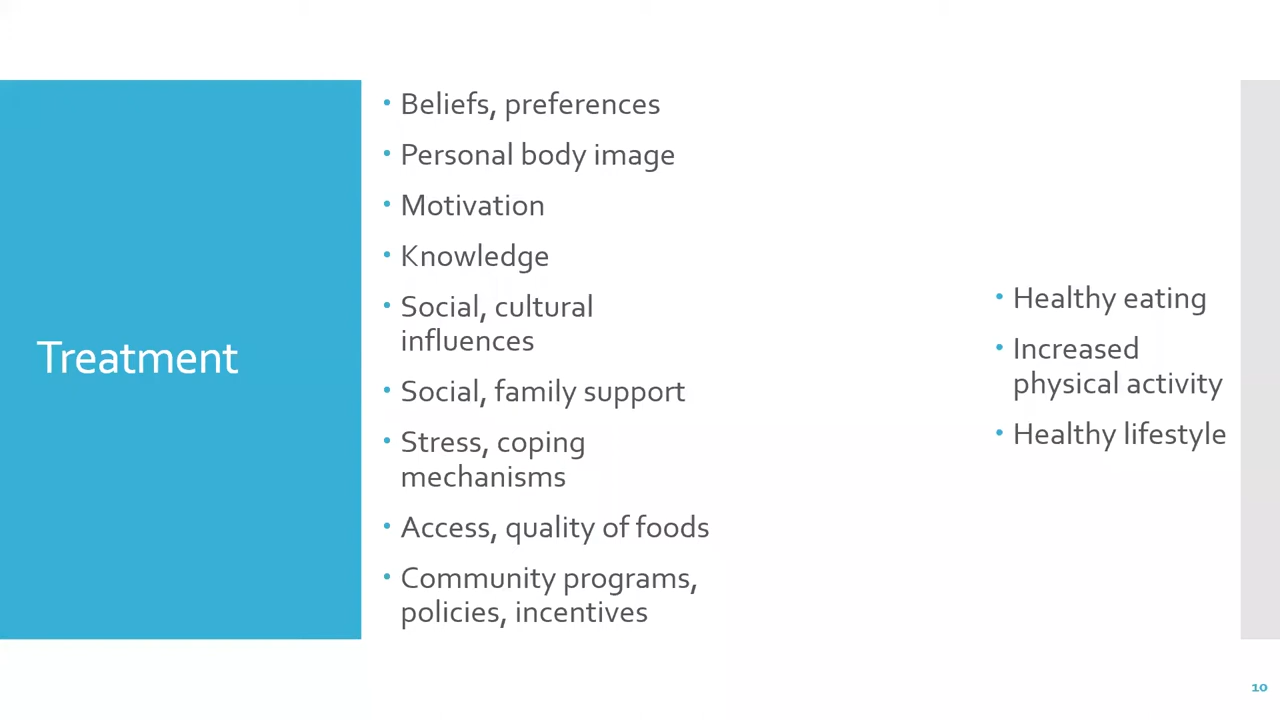 Treatment
• Beliefs, preferences
• Personal body image
• Motivation
• Knowledge
• Social, cultural
influences
• Social, family support
• Stress, coping
mechanisms
• Access, quality of foods
• Community programs,
policies, incentives
• Healthy eating
• Increased
physical activity
• Healthy lifestyle
10